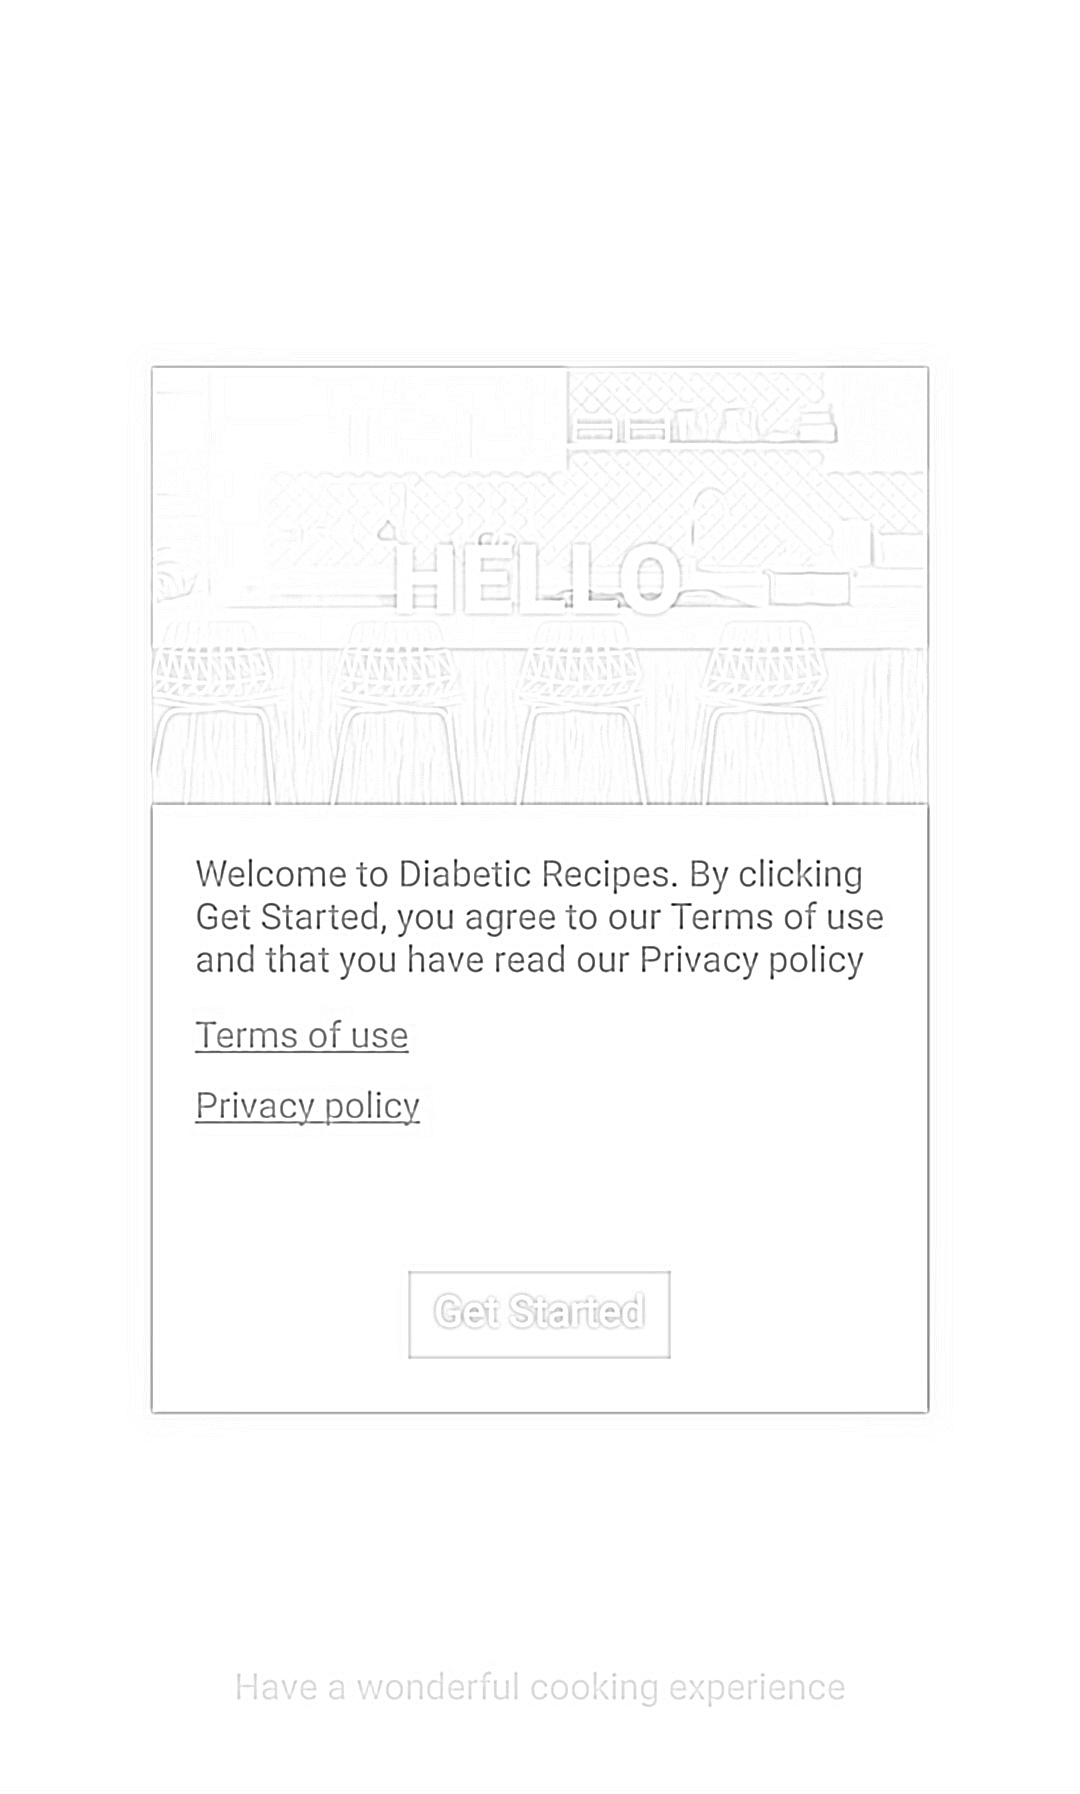 HELLO
Welcome to Diabetic Recipes. By clicking
Get Started, you agree to our Terms of use
and that you have read our Privacy policy
Terms of use
Privacy policy
Get Started
Have a wonderful cooking experience